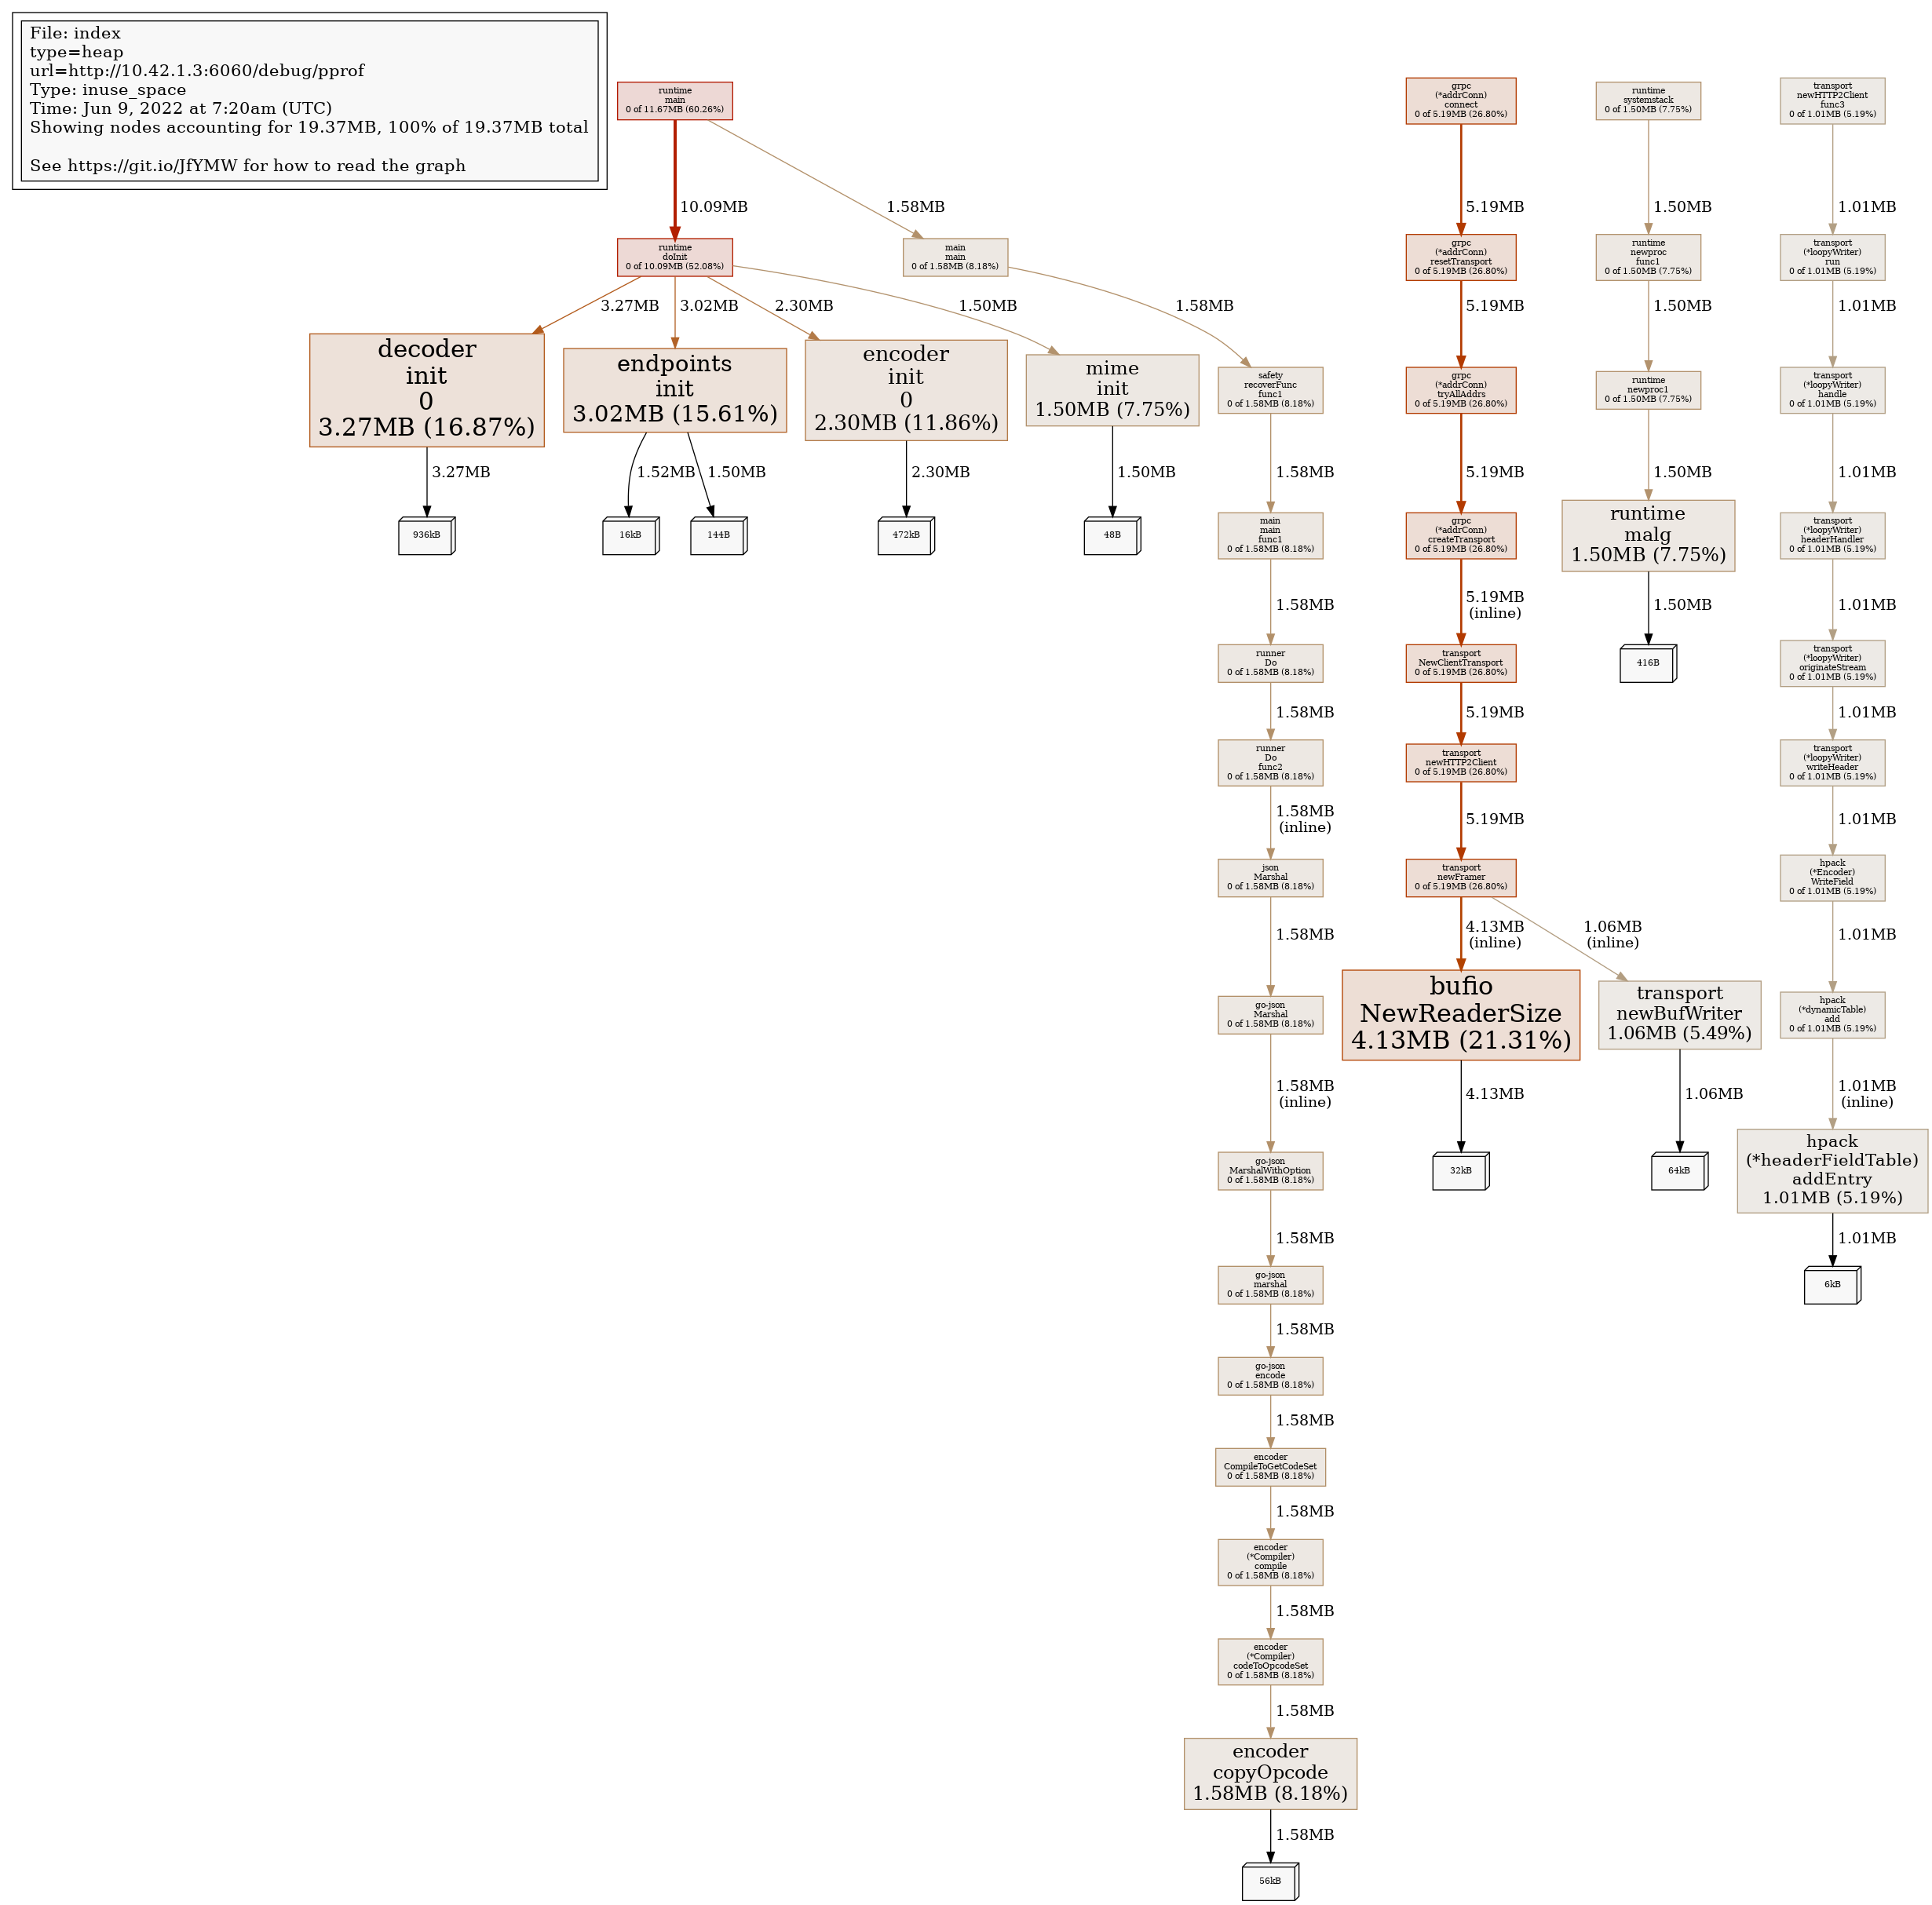 File: index
type=heap
url=http://10.42.1.3:6060/debug/pprof
Type: inuse_space
Time: Jun 9, 2022 at 7:20am (UTC)
Showing nodes accounting for 19.37MB, 100% of 19.37MB total
See https://git.io/JfYMW for how to read the graph
runtime
main
0 of 11.67MB (60.26%)
10.09MB
1.58MB
runtime
doInit
0 of 10.09MB (52.08%)
main
main
0 of 1.58MB (8.18%)
3.27MB
3.02MB
2.30MB
1.50MB
1.58MB
decoder
init
0
3.27MB (16.87%)
3.27MB
936kB
endpoints
init
3.02MB (15.61%)
1.52MB
1.50MB
16kB
144B
encoder
init
0
2.30MB (11.86%)
2.30MB
472kB
mime
init
1.50MB (7.75%)
1.50MB
48B
safety
recoverFunc
func1
0 of 1.58MB (8.18%)
1.58MB
main
main
func1
0 of 1.58MB (8.18%)
1.58MB
runner
Do
0 of 1.58MB (8.18%)
1.58MB
runner
Do
func2
0 of 1.58MB (8.18%)
1.58MB
(inline)
json
Marshal
0 of 1.58MB (8.18%)
1.58MB
go-json
Marshal
0 of 1.58MB (8.18%)
1.58MB
(inline)
go-json
MarshalWithOption
0 of 1.58MB (8.18%)
1.58MB
go-json
marshal
0 of 1.58MB (8.18%)
1.58MB
go-json
encode
0 of 1.58MB (8.18%)
1.58MB
encoder
CompileToGetCodeSet
0 of 1.58MB (8.18%)
1.58MB
encoder
(*Compiler)
compile
0 of 1.58MB (8.18%)
1.58MB
encoder
(*Compiler)
codeToOpcodeSet
0 of 1.58MB (8.18%)
1.58MB
encoder
copyOpcode
1.58MB (8.18%)
1.58MB
56kB
grpc
(*addrConn)
connect
0 of 5.19MB (26.80%)
5.19MB
grpc
(*addrConn)
resetTransport
0 of 5.19MB (26.80%)
5.19MB
grpc
(*addrConn)
tryAllAddrs
0 of 5.19MB (26.80%)
5.19MB
grpc
(*addrConn)
createTransport
0 of 5.19MB (26.80%)
5.19MB
(inline)
transport
NewClientTransport
0 of 5.19MB (26.80%)
5.19MB
transport
newHTTP2Client
0 of 5.19MB (26.80%)
5.19MB
transport
newFramer
0 of 5.19MB (26.80%)
4.13MB
(inline)
1.06MB
(inline)
bufio
NewReaderSize
4.13MB (21.31%)
4.13MB
32kB
transport
newBufWriter
1.06MB (5.49%)
1.06MB
64kB
runtime
systemstack
0 of 1.50MB (7.75%)
1.50MB
runtime
newproc
func1
0 of 1.50MB (7.75%)
1.50MB
runtime
newproc1
0 of 1.50MB (7.75%)
1.50MB
runtime
malg
1.50MB (7.75%)
1.50MB
416B
transport
newHTTP2Client
func3
0 of 1.01MB (5.19%)
1.01MB
transport
(*loopyWriter)
run
0 of 1.01MB (5.19%)
1.01MB
transport
(*loopyWriter)
handle
0 of 1.01MB (5.19%)
1.01MB
transport
(*loopyWriter)
headerHandler
0 of 1.01MB (5.19%)
1.01MB
transport
(*loopyWriter)
originateStream
0 of 1.01MB (5.19%)
1.01MB
transport
(*loopyWriter)
writeHeader
0 of 1.01MB (5.19%)
1.01MB
hpack
(*Encoder)
WriteField
0 of 1.01MB (5.19%)
1.01MB
hpack
(*dynamicTable)
add
0 of 1.01MB (5.19%)
1.01MB
(inline)
hpack
(*headerFieldTable)
addEntry
1.01MB (5.19%)
1.01MB
6kB